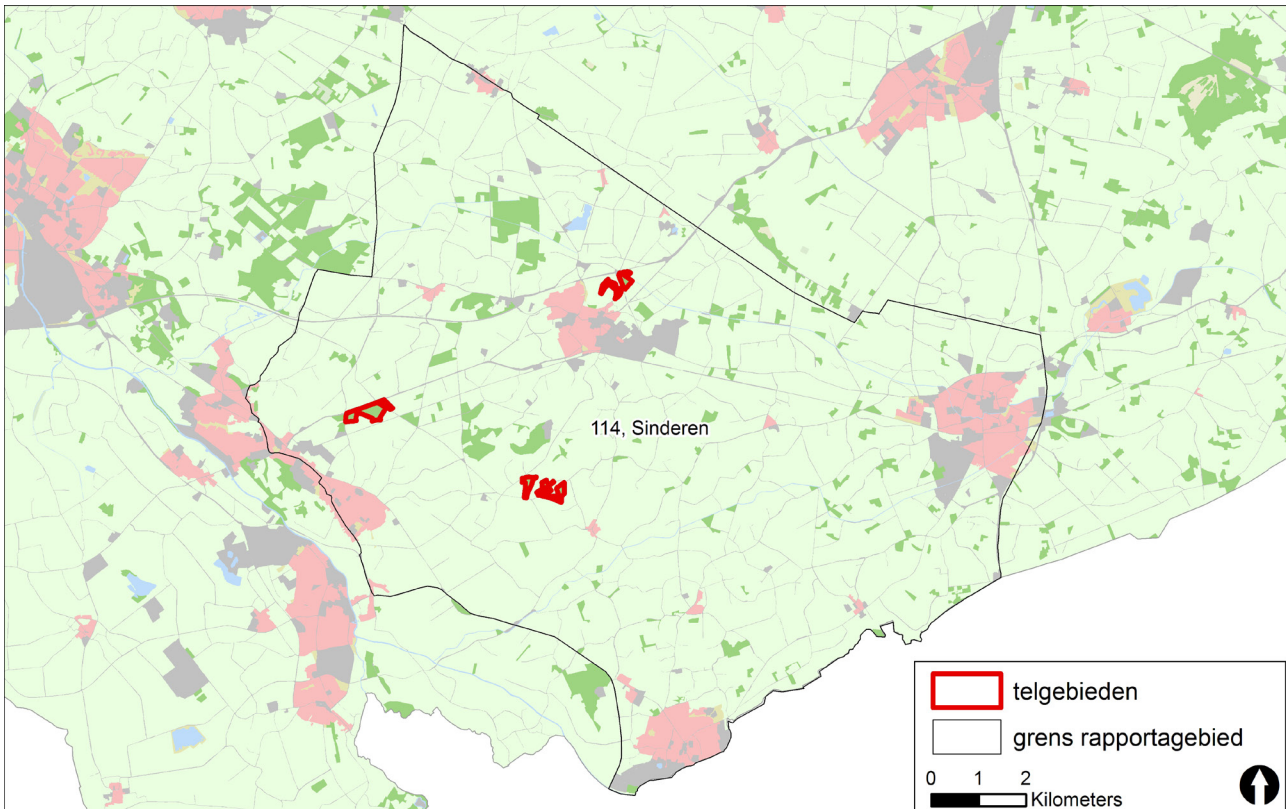 114, Sinderen
telgebieden
grens rapportagebied
0 1 2
Kilometers